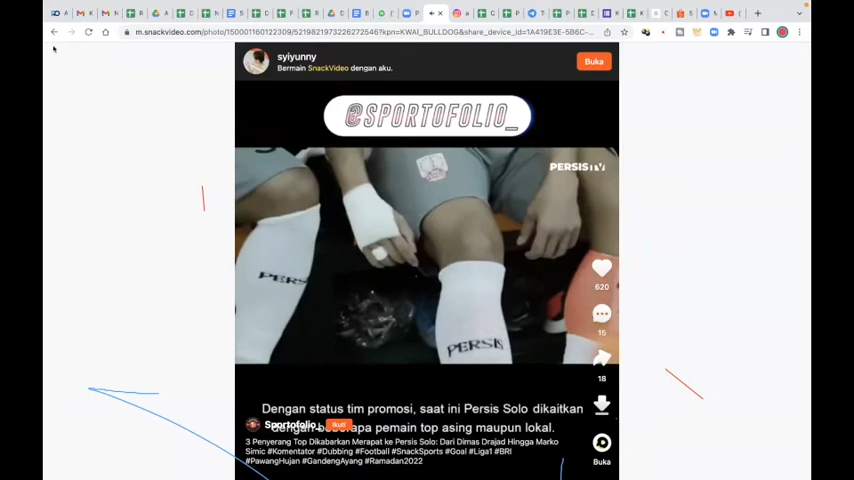 m.snackvideo.com/photo/150001160122309/5219821973226272546?kpn=KWAI_BULLDOG&share_device_id=1A419E3E-5B6C-...
syiyunny
Bermain SnackVideo dengan aku.
Buka
@SPORTOFOLIO_
PERSIS TV
PERSIS
PERSIS
620
15
18
Dengan status tim promosi, saat ini Persis Solo dikaitkan
dengan beberapa pemain top asing maupun lokal.
Sportofolio_
Ikuti
3 Penyerang Top Dikabarkan Merapat ke Persis Solo: Dari Dimas Drajad Hingga Marko
Simic #Komentator #Dubbing #Football #SnackSports #Goal #Liga1 #BRI
#PawangHujan #GandengAyang #Ramadan2022
Buka